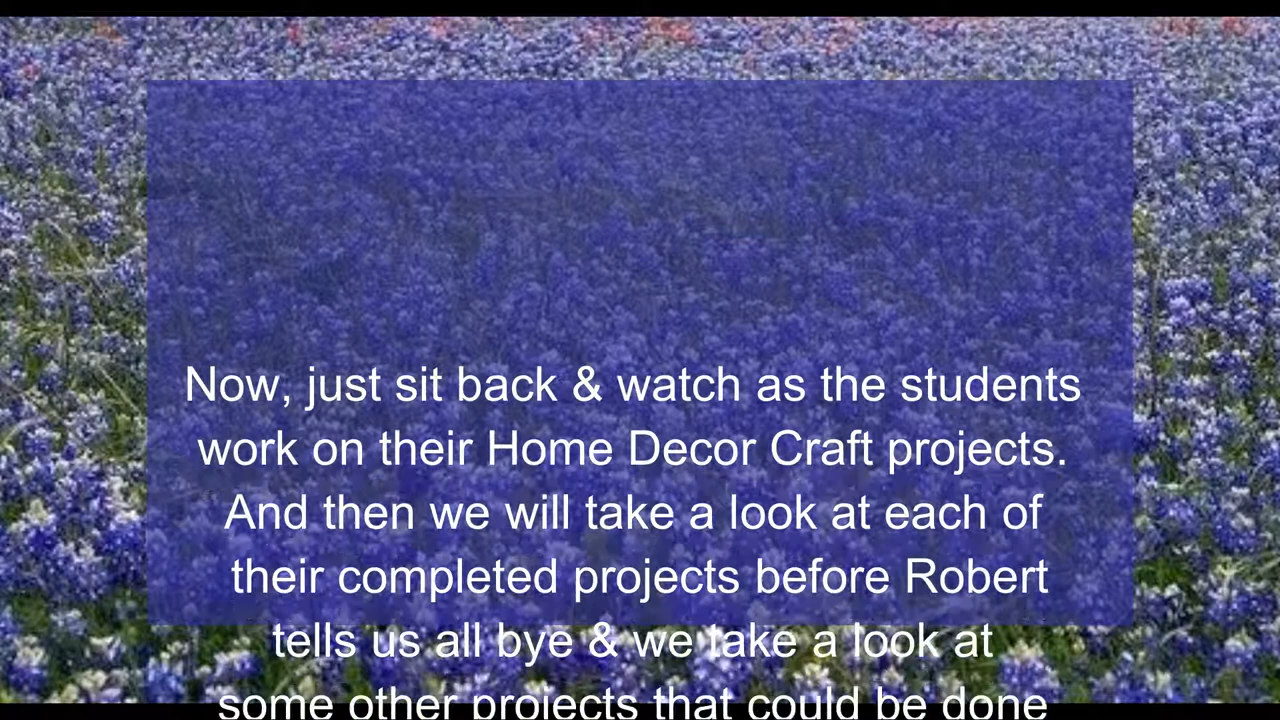 Now, just sit back & watch as the students
work on their Home Decor Craft projects.
And then we will take a look at each of
their completed projects before Robert
tells us all bye & we take a look at
some other projects that could be done